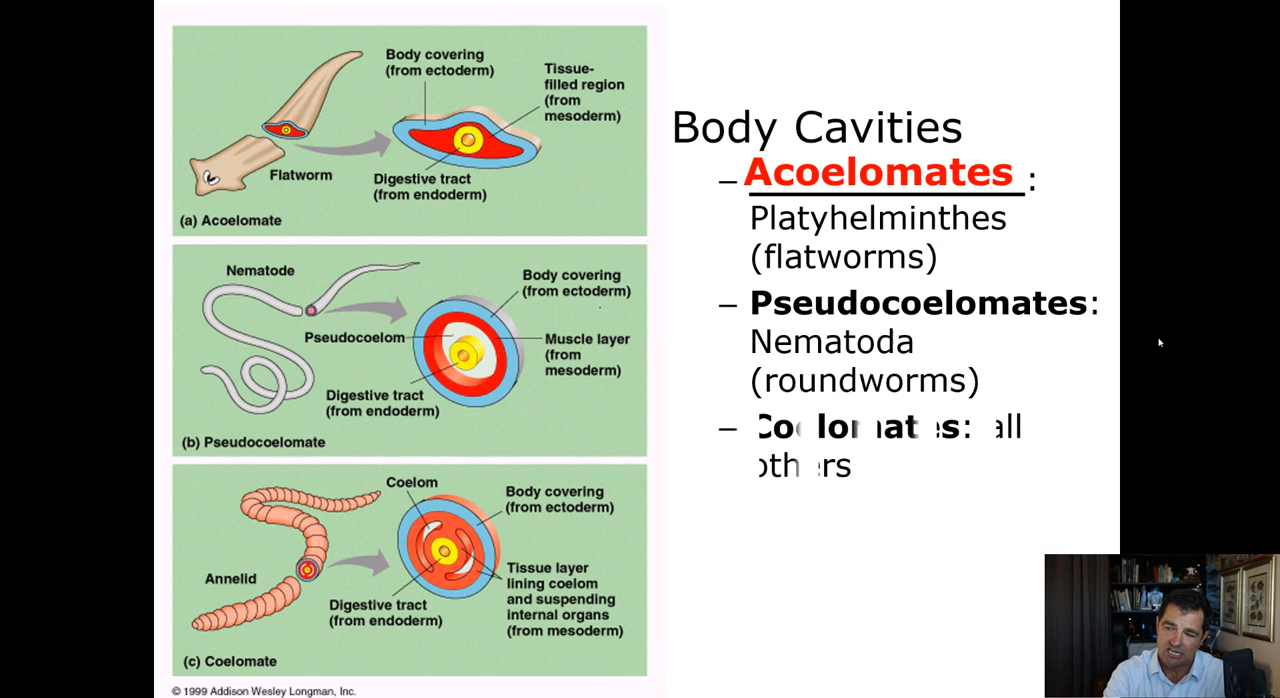 Body covering
(from ectoderm)
Tissue-
filled region
(from
mesoderm)
Flatworm
Digestive tract
(from endoderm)
(a) Acoelomate
Nematode
Body covering
(from ectoderm)
Pseudocoelom
Muscle layer
(from
mesoderm)
Digestive tract
(from endoderm)
(b) Pseudocoelomate
Coelom
Body covering
(from ectoderm)
Annelid
Tissue layer
lining coelom
and suspending
internal organs
(from mesoderm)
Digestive tract
(from endoderm)
(c) Coelomate
© 1999 Addison Wesley Longman, Inc.
Body Cavities
– Acoelomates :
Platyhelminthes
(flatworms)
– Pseudocoelomates:
Nematoda
(roundworms)
– Coelomates: all
others